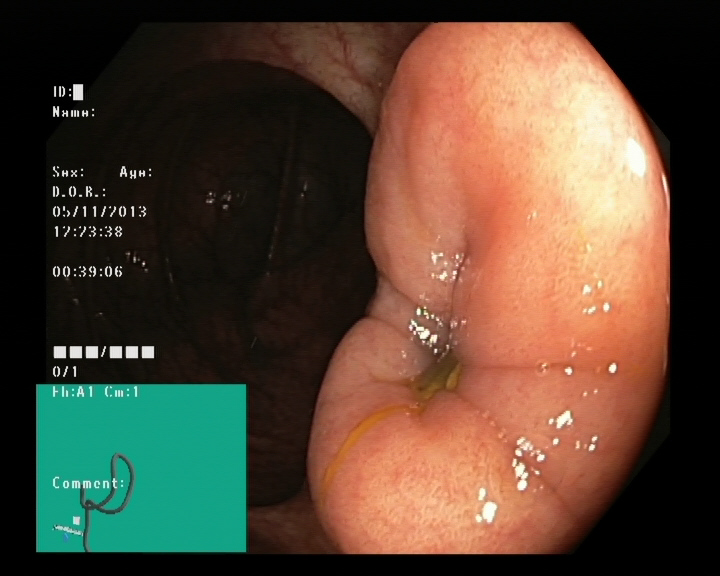 ID:
Name:
Sex: Age:
D.O.B.:
05/11/2013
12:23:38
00:39:06
■■■/■■■
0/1
Eh:A1 Cm:1
Comment: